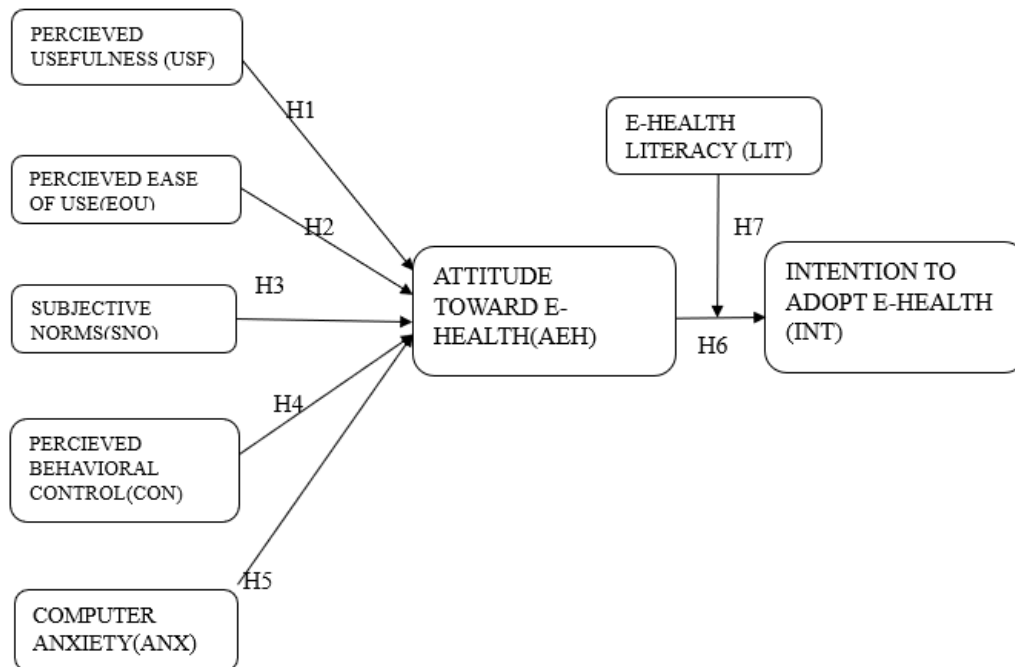 PERCIEVED
USEFULNESS (USF)
H1
E-HEALTH
LITERACY (LIT)
PERCIEVED EASE
OF USE(EOU)
H2
H7
ATTITUDE
TOWARD E-
HEALTH(AEH)
INTENTION TO
ADOPT E-HEALTH
(INT)
H3
SUBJECTIVE
NORMS(SNO)
H6
H4
PERCIEVED
BEHAVIORAL
CONTROL(CON)
H5
COMPUTER
ANXIETY(ANX)